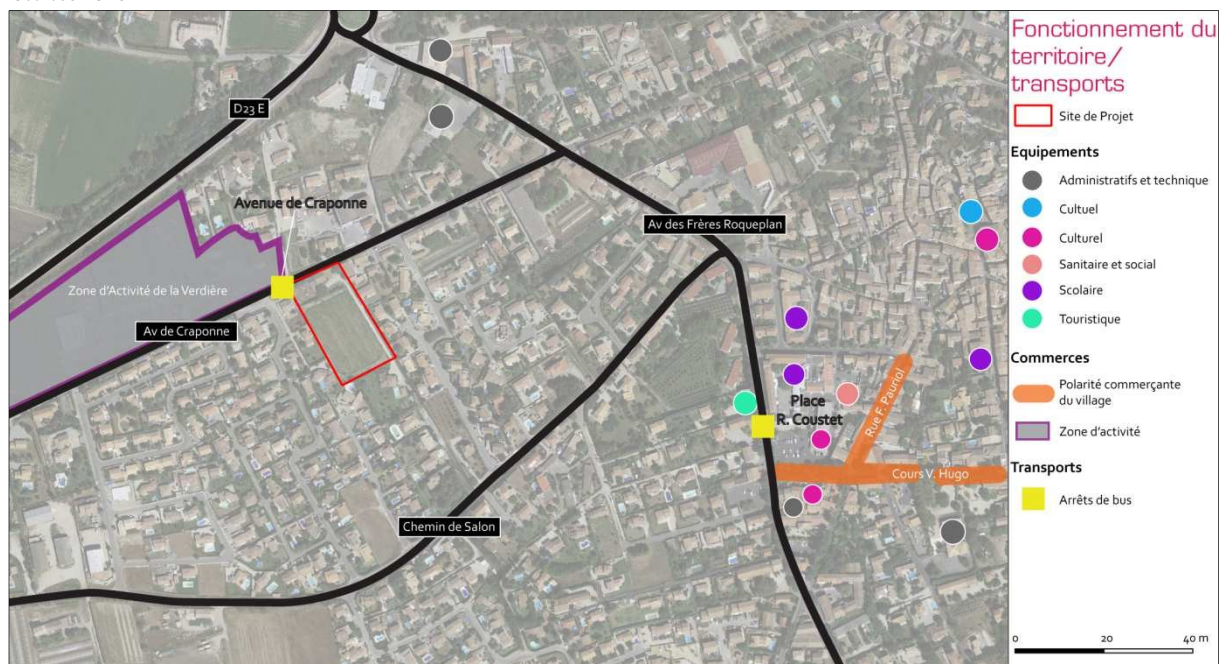 D23 E
Avenue de Craponne
Av des Frères Roqueplan
Zone d'Activité de la Verdière
Av de Craponne
Place
R. Coustet
Rue F. Pauriol
Cours V. Hugo
Chemin de Salon
Fonctionnement du
territoire/
transports
Site de Projet
Equipements
Administratifs et technique
Cultuel
Culturel
Sanitaire et social
Scolaire
Touristique
Commerces
Polarité commerçante
du village
Zone d'activité
Transports
Arrêts de bus
0 20 40 m